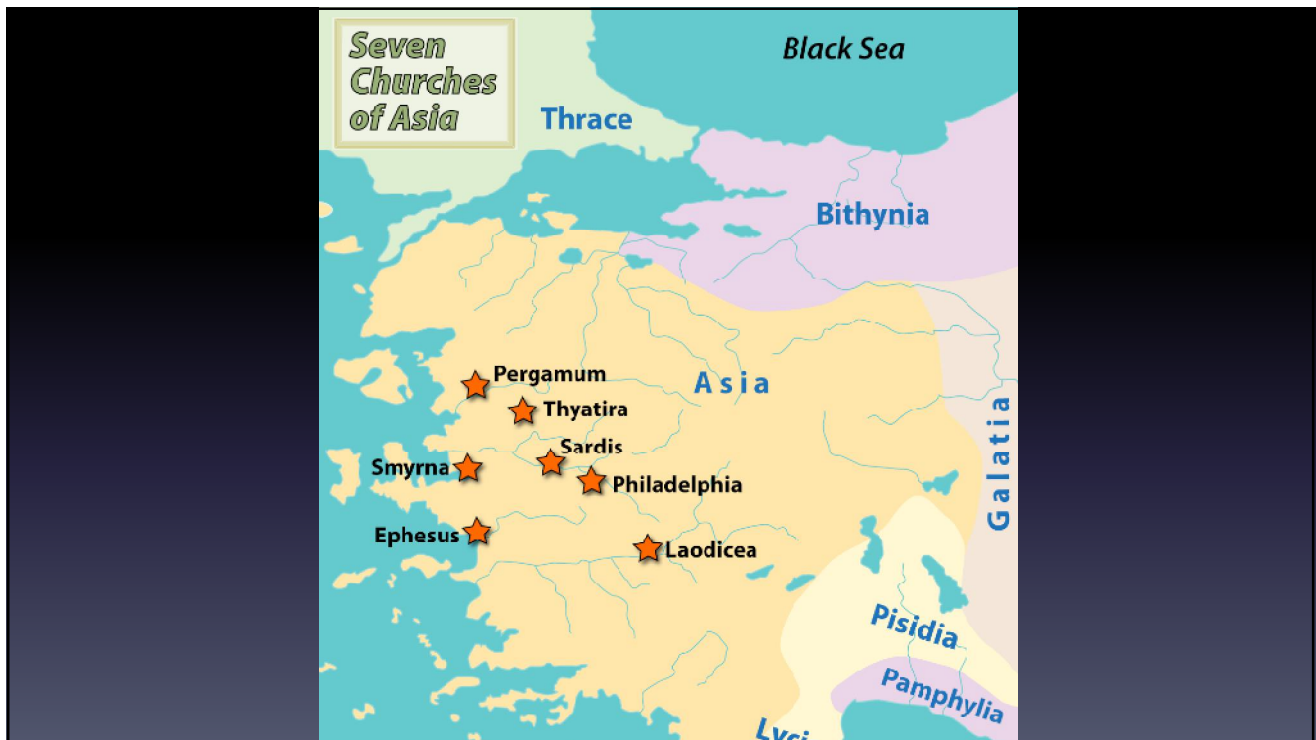 Seven
Churches
of Asia
Black Sea
Thrace
Bithynia
Pergamum
Asia
Thyatira
Sardis
Smyrna
Philadelphia
Galatia
Ephesus
Laodicea
Pisidia
Pamphylia
Lyci